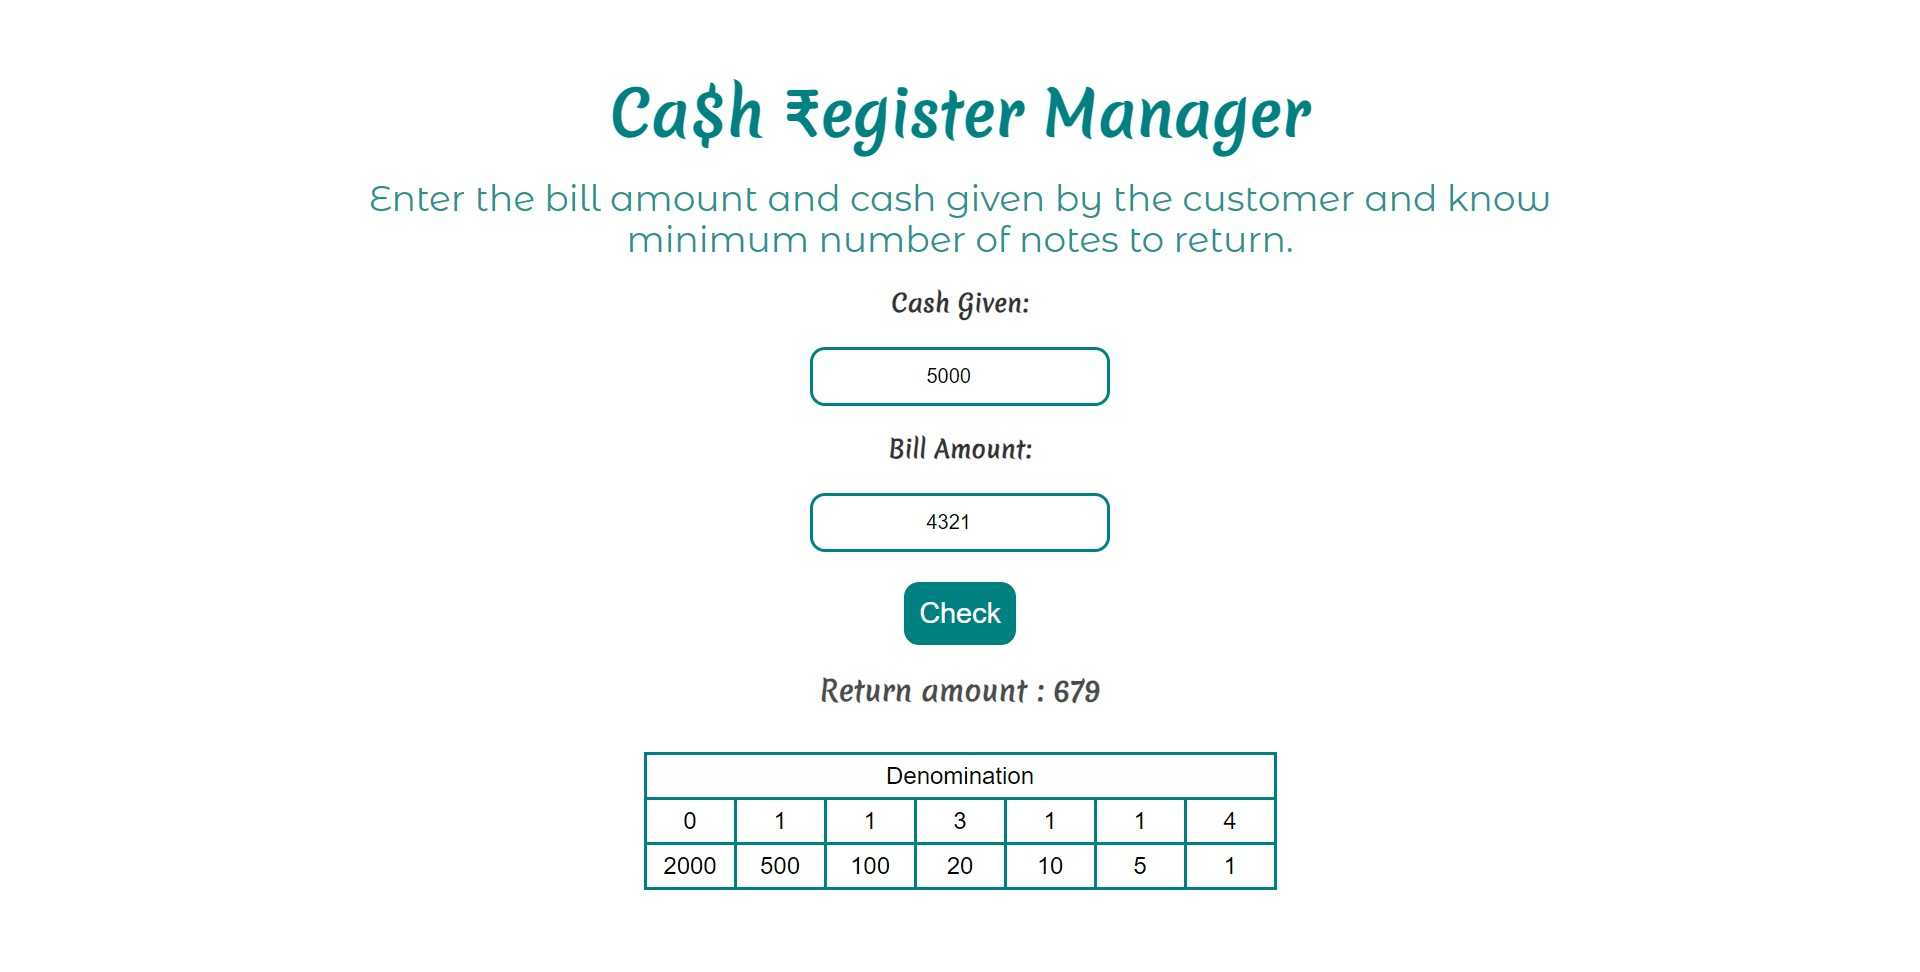 Ca$h ₹egister Manager
Enter the bill amount and cash given by the customer and know
minimum number of notes to return.
Cash Given:
5000
Bill Amount:
4321
Check
Return amount : 679
Denomination
0 1 1 3 1 1 4
2000 500 100 20 10 5 1